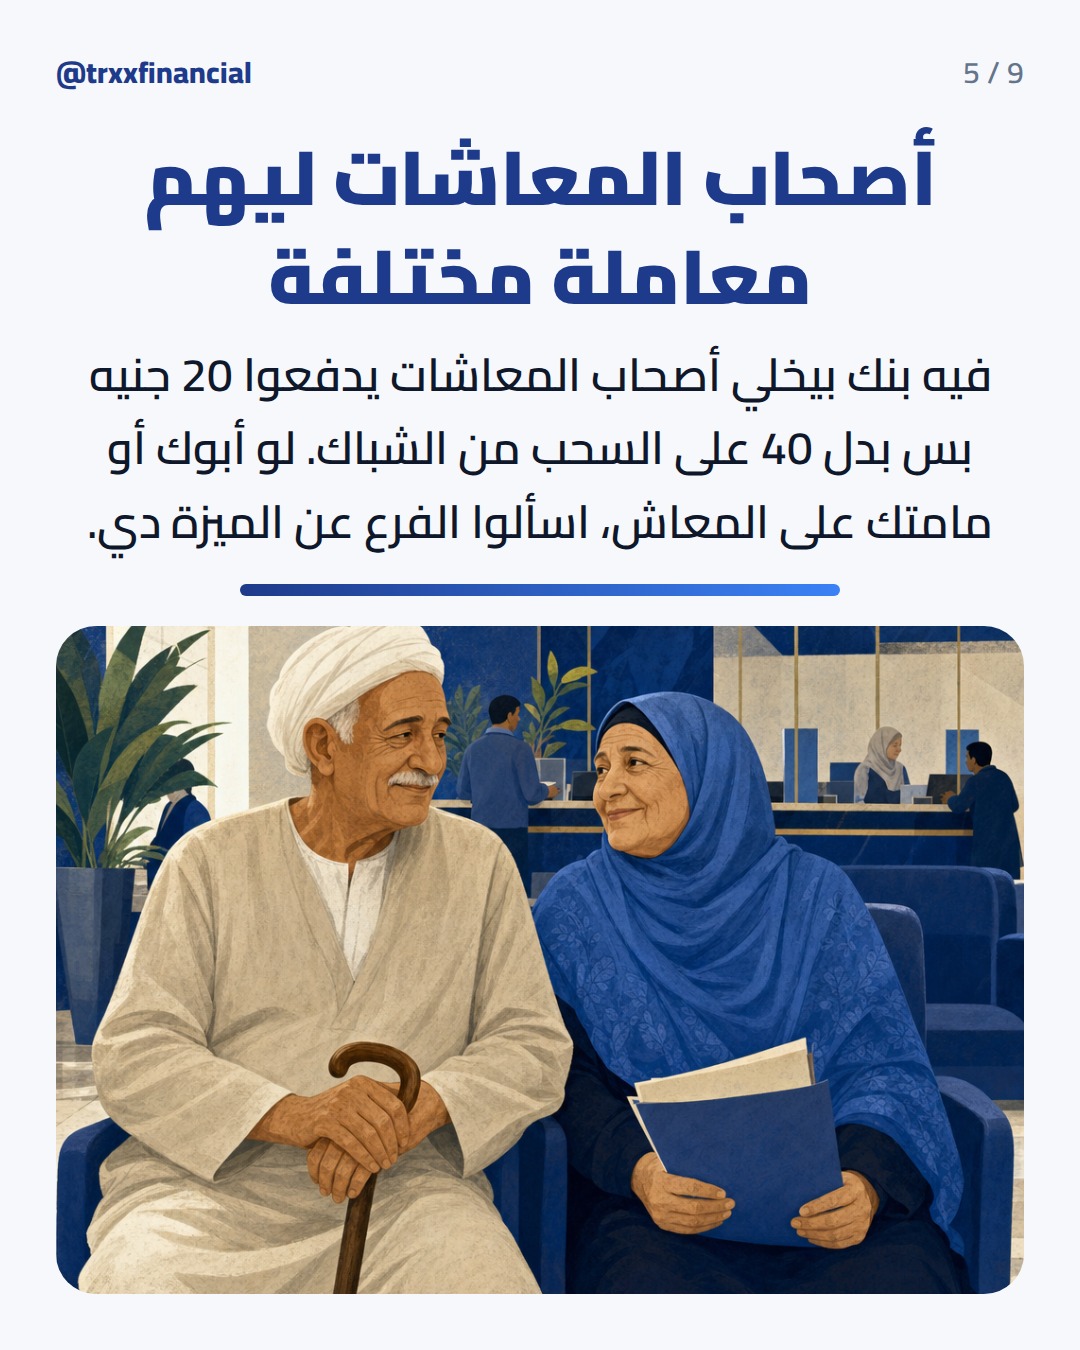 @trxxfinancial
5 / 9
أصحاب المعاشات ليهم
معاملة مختلفة
فيه بنك بيخلي أصحاب المعاشات يدفعوا 20 جنيه
بس بدل 40 على السحب من الشباك. لو أبوك أو
مامتك على المعاش، اسألوا الفرع عن الميزة دي.